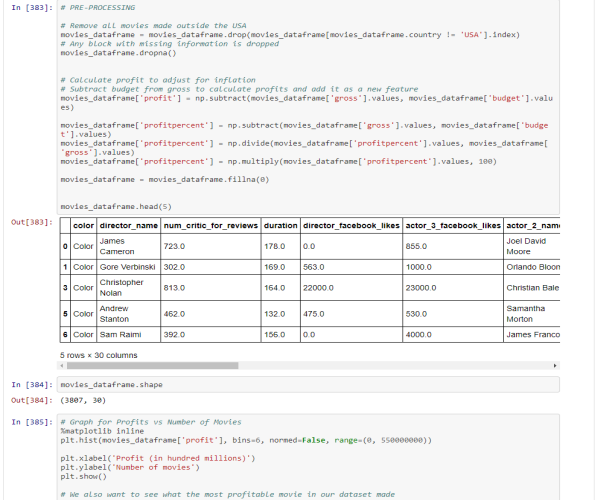 In [383]:
# PRE-PROCESSING
# Remove all movies made outside the USA
movies_dataframe = movies_dataframe.drop(movies_dataframe[movies_dataframe.country != 'USA'].index)
# Any block with missing information is dropped
movies_dataframe.dropna()
# Calculate profit to adjust for inflation
# Subtract budget from gross to calculate profits and add it as a new feature
movies_dataframe['profit'] = np.subtract(movies_dataframe['gross'].values, movies_dataframe['budget'].valu
es)
movies_dataframe['profitpercent'] = np.subtract(movies_dataframe['gross'].values, movies_dataframe['budge
t'].values)
movies_dataframe['profitpercent'] = np.divide(movies_dataframe['profitpercent'].values, movies_dataframe[
'gross'].values)
movies_dataframe['profitpercent'] = np.multiply(movies_dataframe['profitpercent'].values, 100)
movies_dataframe = movies_dataframe.fillna(0)
movies_dataframe.head(5)
Out[383]:
color director_name num_critic_for_reviews duration director_facebook_likes actor_3_facebook_likes actor_2_name
0 Color James Cameron 723.0 178.0 0.0 855.0 Joel David Moore
1 Color Gore Verbinski 302.0 169.0 563.0 1000.0 Orlando Bloom
3 Color Christopher Nolan 813.0 164.0 22000.0 23000.0 Christian Bale
5 Color Andrew Stanton 462.0 132.0 475.0 530.0 Samantha Morton
6 Color Sam Raimi 392.0 156.0 0.0 4000.0 James Franco
5 rows × 30 columns
In [384]: movies_dataframe.shape
Out[384]: (3807, 30)
In [385]:
# Graph for Profits vs Number of Movies
%matplotlib inline
plt.hist(movies_dataframe['profit'], bins=6, normed=False, range=(0, 550000000))
plt.xlabel('Profit (in hundred millions)')
plt.ylabel('Number of movies')
plt.show()
# We also want to see what the most profitable movie in our dataset made